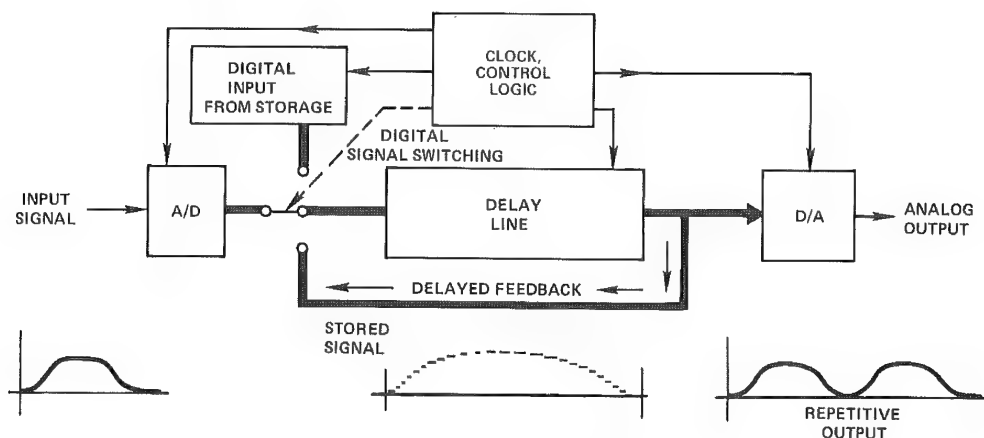 CLOCK,
CONTROL
LOGIC
DIGITAL
INPUT
FROM STORAGE
DIGITAL
SIGNAL SWITCHING
INPUT
SIGNAL
A/D
DELAY
LINE
D/A
ANALOG
OUTPUT
DELAYED FEEDBACK
STORED
SIGNAL
REPETITIVE
OUTPUT